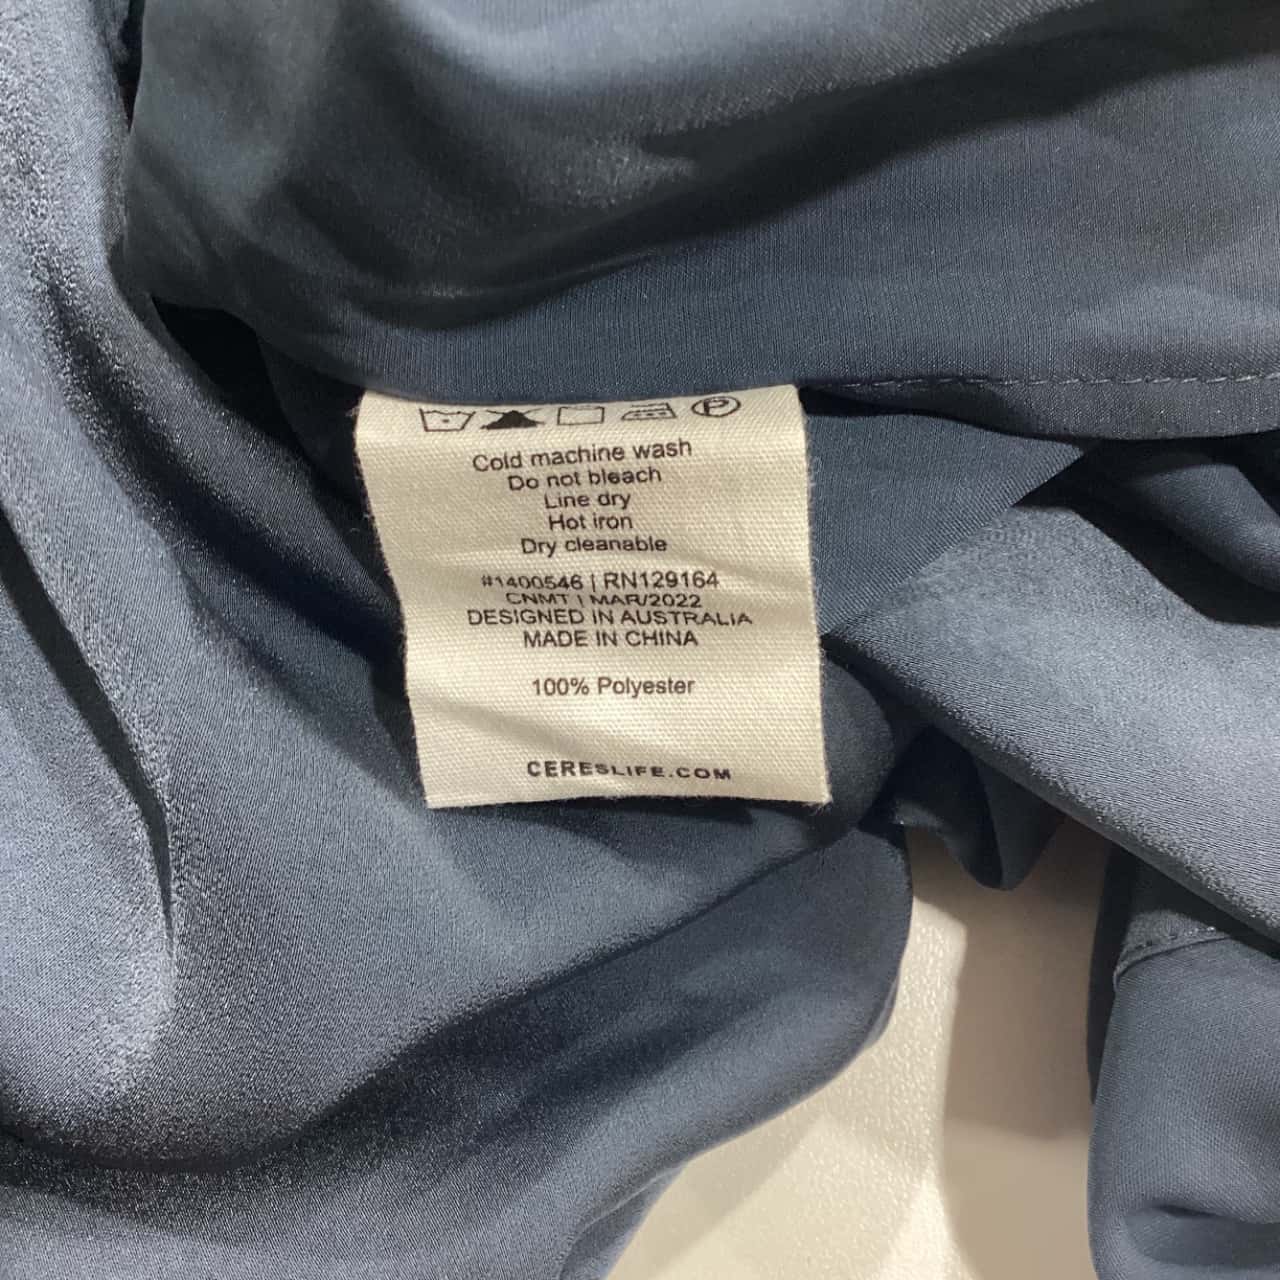 Cold machine wash
Do not bleach
Line dry
Hot iron
Dry cleanable
#1400546 | RN129164
CNMT | MAR/2022
DESIGNED IN AUSTRALIA
MADE IN CHINA
100% Polyester
CERESLIFE.COM